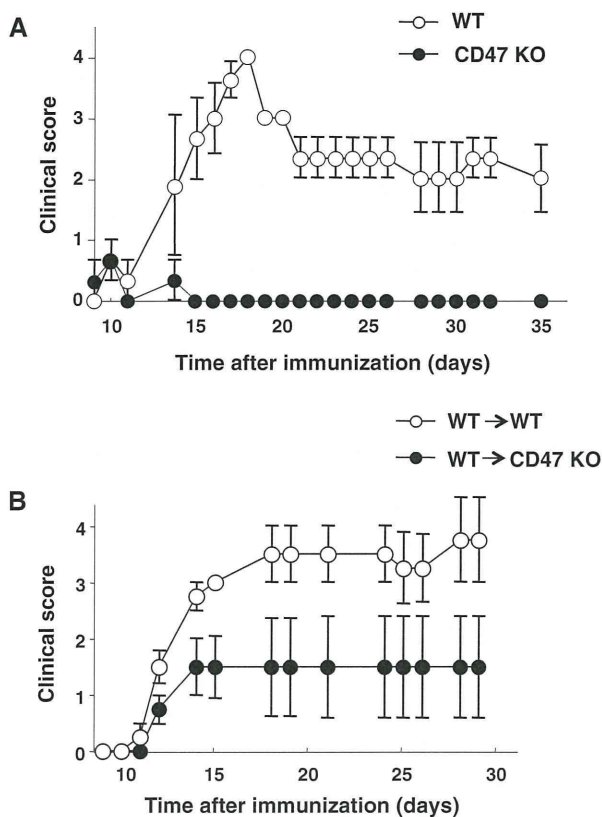 A
WT
CD47 KO
Clinical score
4
3
2
1
0
10 15 20 25 30 35
Time after immunization (days)
WT → WT
WT → CD47 KO
B
Clinical score
4
3
2
1
0
10 15 20 25 30
Time after immunization (days)